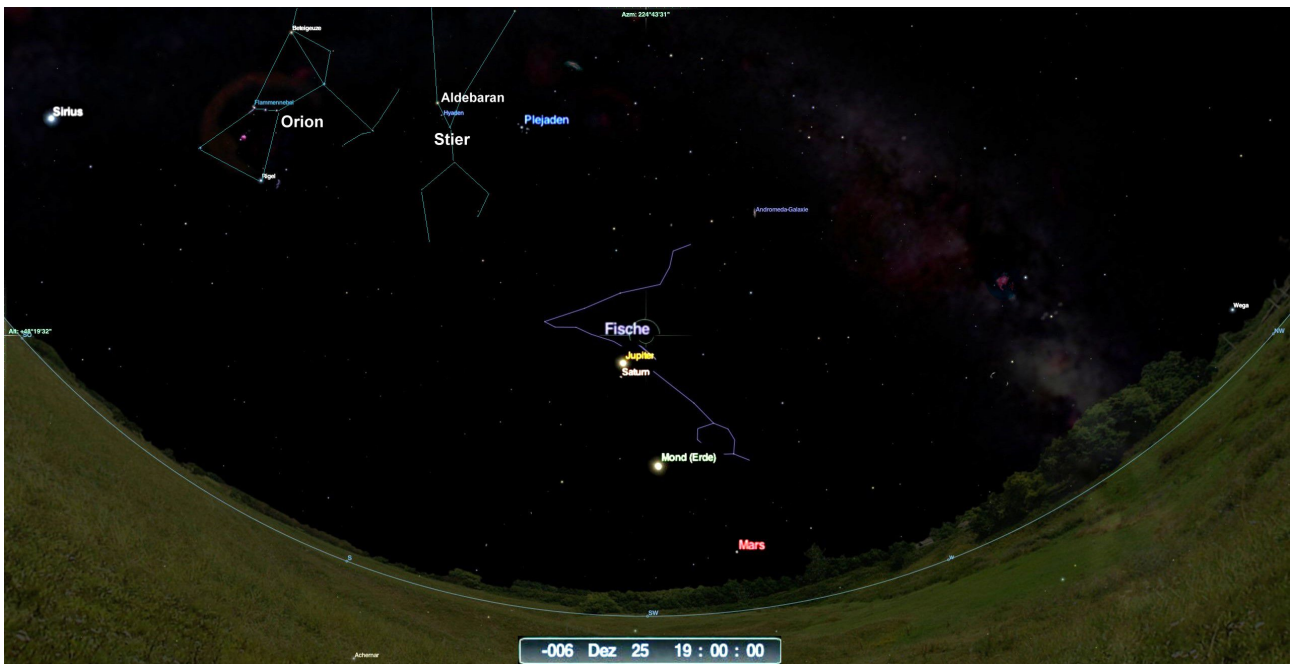 Azm: 224°43'31"
Beteigeuze
Aldebaran
Flammennebel
Sirius
Hyaden
Orion
Plejaden
Stier
Rigel
Andromeda-Galaxie
Wega
Fische
Alt: +48°19'32"
SO
NW
Jupiter
Saturn
Mond (Erde)
Mars
S
W
SW
-006 Dez 25 19 : 00 : 00
Achernar